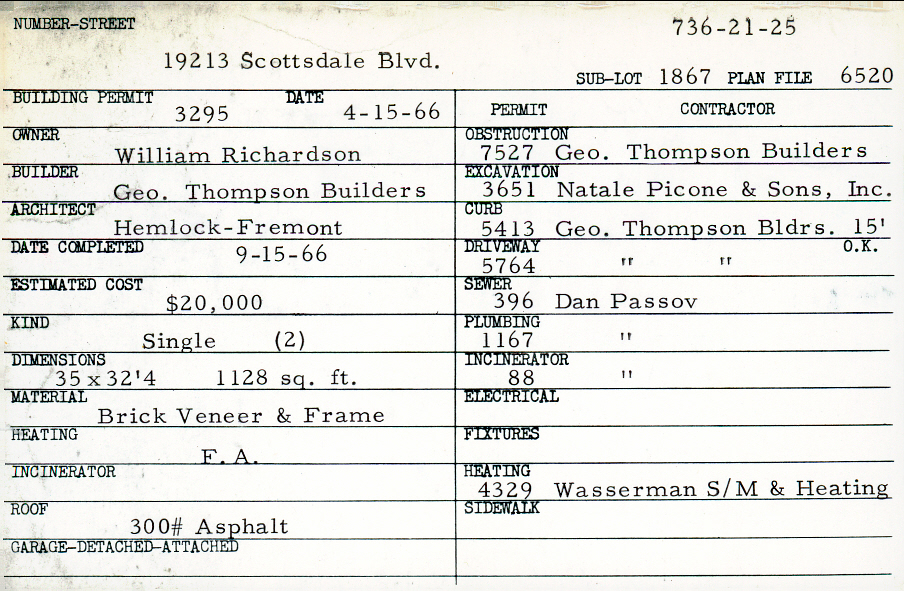 NUMBER-STREET
736-21-25
19213 Scottsdale Blvd.
SUB-LOT 1867 PLAN FILE 6520
BUILDING PERMIT DATE
3295 4-15-66
OWNER
William Richardson
BUILDER
Geo. Thompson Builders
ARCHITECT
Hemlock-Fremont
DATE COMPLETED
9-15-66
ESTIMATED COST
$20,000
KIND
Single (2)
DIMENSIONS
35 x 32'4 1128 sq. ft.
MATERIAL
Brick Veneer & Frame
HEATING
F. A.
INCINERATOR
ROOF
300# Asphalt
GARAGE-DETACHED-ATTACHED
PERMIT CONTRACTOR
OBSTRUCTION
7527 Geo. Thompson Builders
EXCAVATION
3651 Natale Picone & Sons, Inc.
CURB
5413 Geo. Thompson Bldrs. 15'
DRIVEWAY O.K.
5764 " "
SEWER
396 Dan Passov
PLUMBING
1167 "
INCINERATOR
88 "
ELECTRICAL
FIXTURES
HEATING
4329 Wasserman S/M & Heating
SIDEWALK